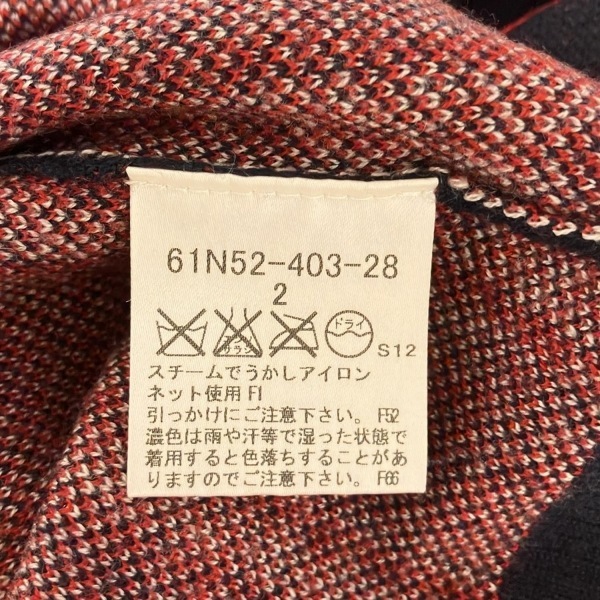 61N52-403-28
2
サラシ
ドライ
S12
スチームでうかしアイロン
ネット使用 F1
引っかけにご注意下さい。 F52
濃色は雨や汗等で湿った状態で
着用すると色落ちすることがあ
りますのでご注意下さい。 F66